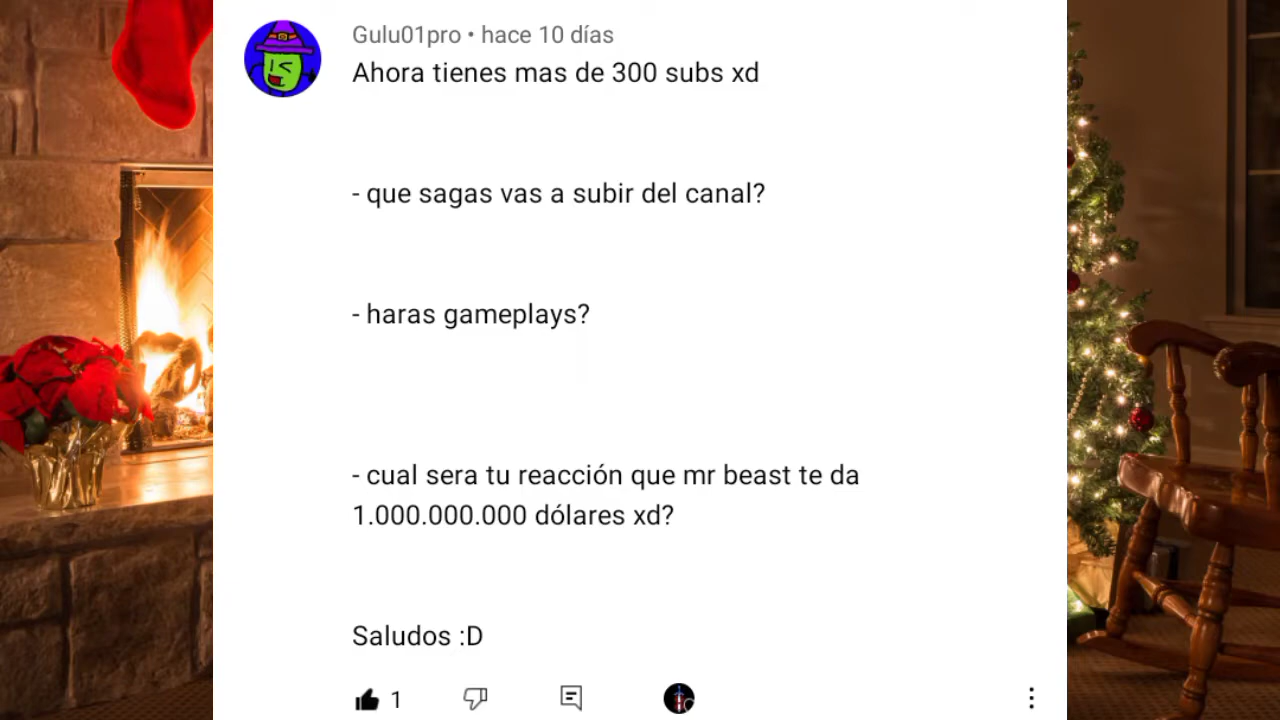 Gulu01pro • hace 10 días
Ahora tienes mas de 300 subs xd
- que sagas vas a subir del canal?
- haras gameplays?
- cual sera tu reacción que mr beast te da
1.000.000.000 dólares xd?
Saludos :D
1